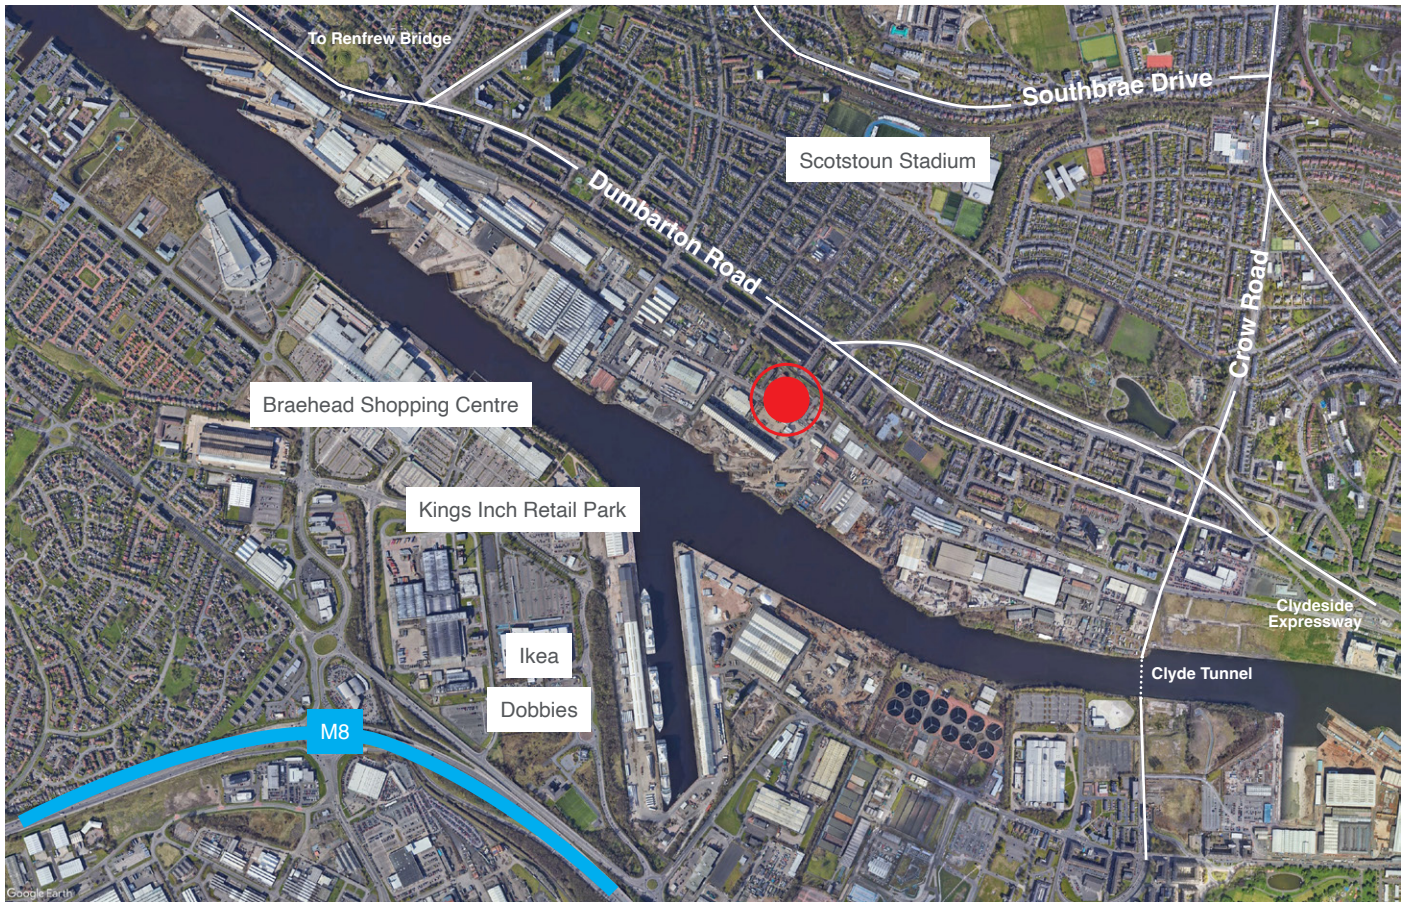 To Renfrew Bridge
Southbrae Drive
Scotstoun Stadium
Dumbarton Road
Crow Road
Braehead Shopping Centre
Kings Inch Retail Park
Clydeside
Expressway
Ikea
Clyde Tunnel
Dobbies
M8
Google Earth